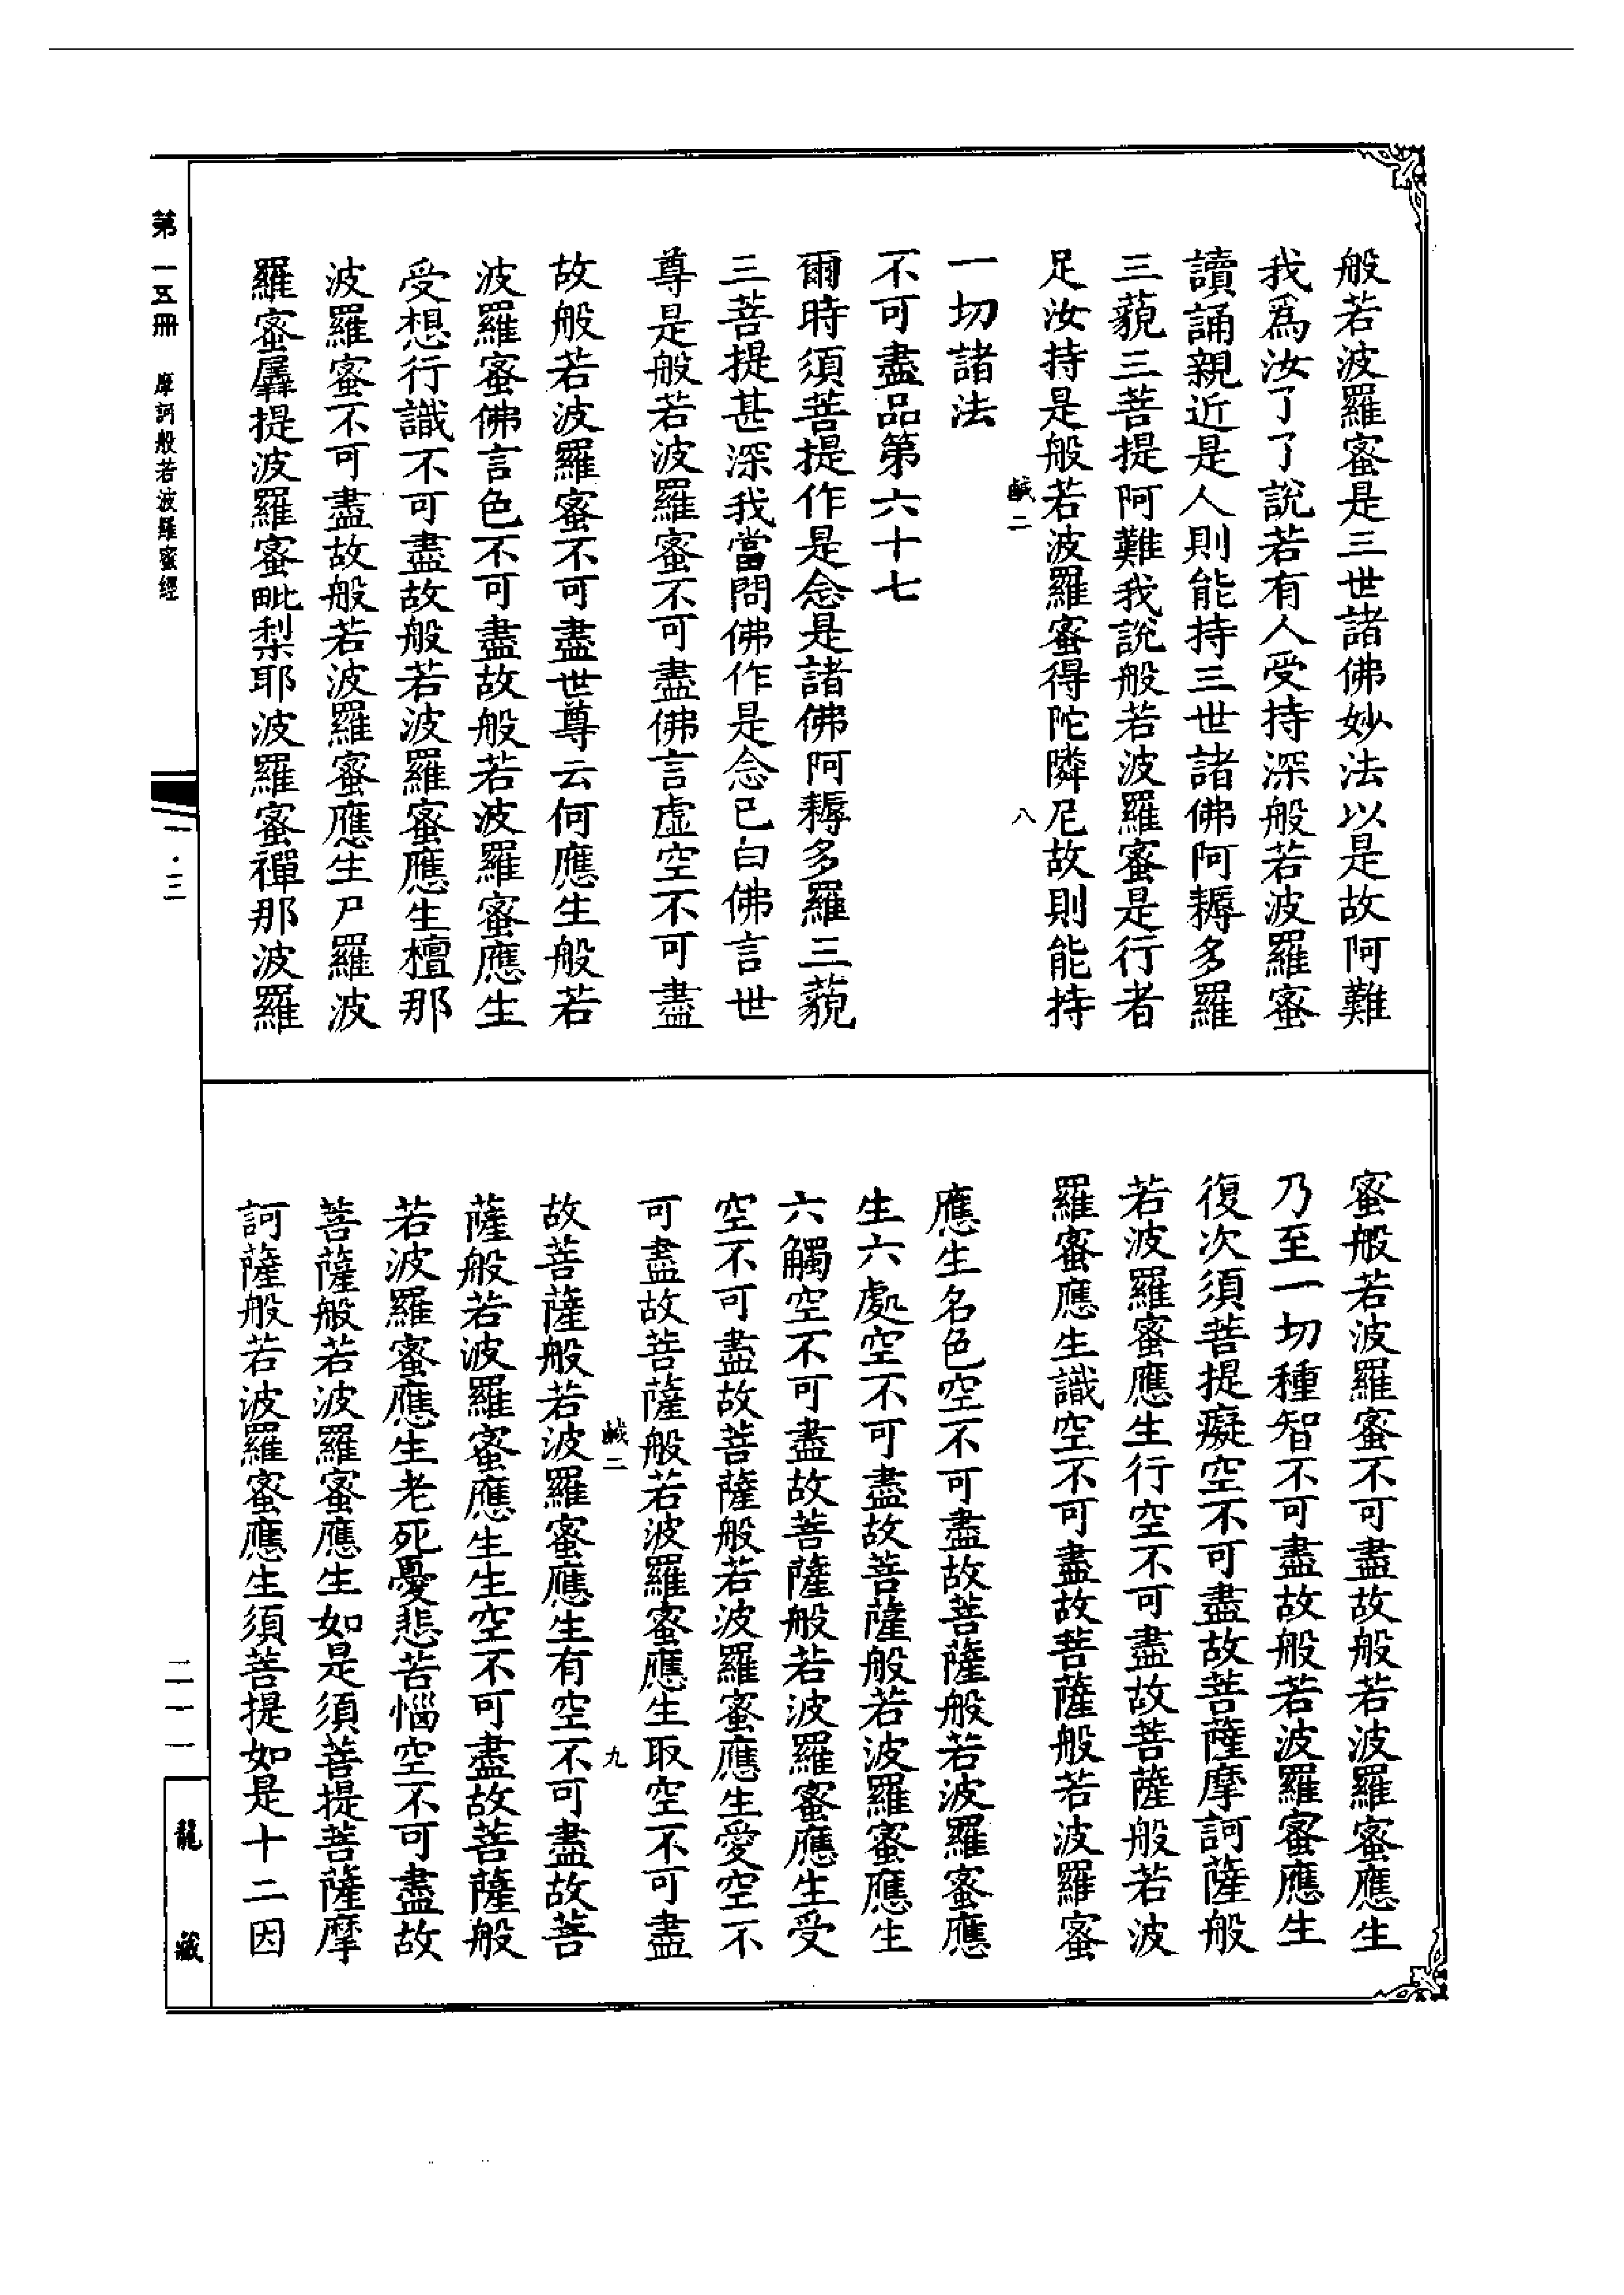 般若波羅蜜是三世諸佛妙法以是故阿難
我為汝了了說若有人受持深般若波羅蜜
讀誦親近是人則能持三世諸佛阿耨多羅
三藐三菩提阿難我說般若波羅蜜是行者
足汝持是般若波羅蜜得陀隣尼故則能持
鹹二
八
一切諸法
不可盡品第六十七
爾時須菩提作是念是諸佛阿耨多羅三藐
三菩提甚深我當問佛作是念已白佛言世
尊是般若波羅蜜不可盡佛言虛空不可盡
故般若波羅蜜不可盡世尊云何應生般若
波羅蜜佛言色不可盡故般若波羅蜜應生
受想行識不可盡故般若波羅蜜應生檀那
波羅蜜不可盡故般若波羅蜜應生尸羅波
羅蜜羼提波羅蜜毗梨耶波羅蜜禪那波羅
蜜般若波羅蜜不可盡故般若波羅蜜應生
乃至一切種智不可盡故般若波羅蜜應生
復次須菩提癡空不可盡故菩薩摩訶薩般
若波羅蜜應生行空不可盡故菩薩般若波
羅蜜應生識空不可盡故菩薩般若波羅蜜
應生名色空不可盡故菩薩般若波羅蜜應
生六處空不可盡故菩薩般若波羅蜜應生
六觸空不可盡故菩薩般若波羅蜜應生受
空不可盡故菩薩般若波羅蜜應生愛空不
可盡故菩薩般若波羅蜜應生取空不可盡
鹹二
九
故菩薩般若波羅蜜應生有空不可盡故菩
薩般若波羅蜜應生生空不可盡故菩薩般
若波羅蜜應生老死憂悲苦惱空不可盡故
菩薩般若波羅蜜應生如是須菩提菩薩摩
訶薩般若波羅蜜應生須菩提如是十二因
第一五冊 摩訶般若波羅蜜經
一·三
二一一
龍藏